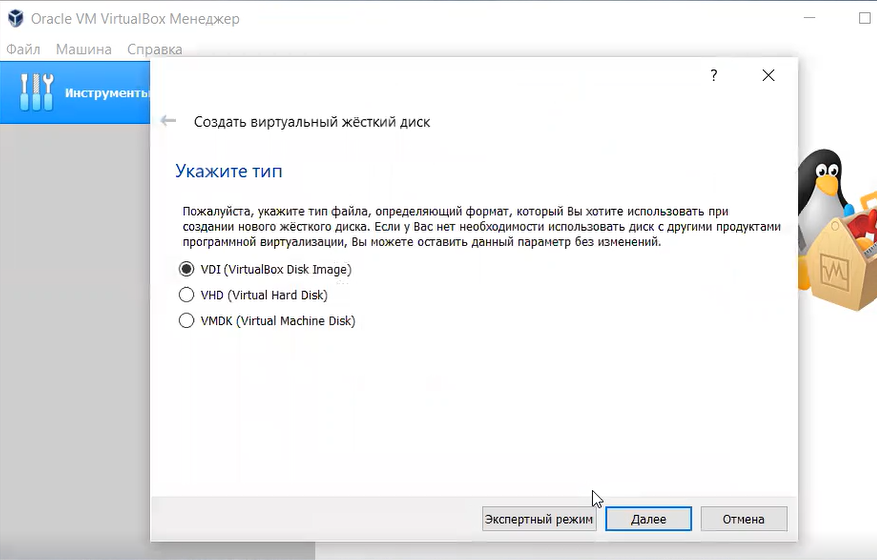 Oracle VM VirtualBox Менеджер
Файл Машина Справка
Инструменты
?
Создать виртуальный жёсткий диск
Укажите тип
Пожалуйста, укажите тип файла, определяющий формат, который Вы хотите использовать при
создании нового жёсткого диска. Если у Вас нет необходимости использовать диск с другими продуктами
программной виртуализации, Вы можете оставить данный параметр без изменений.
VDI (VirtualBox Disk Image)
VHD (Virtual Hard Disk)
VMDK (Virtual Machine Disk)
Экспертный режим Далее Отмена